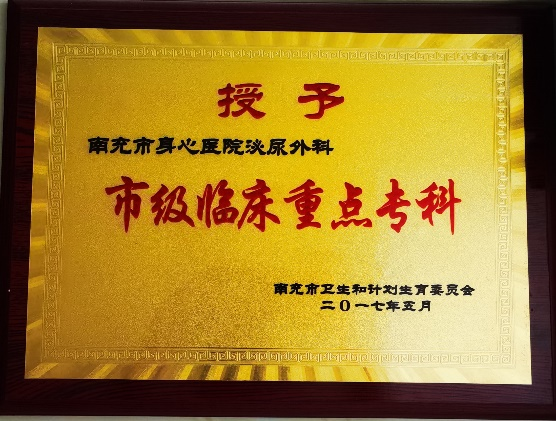 授予
南充市身心医院泌尿外科
市级临床重点专科
南充市卫生和计划生育委员会
二〇一七年五月